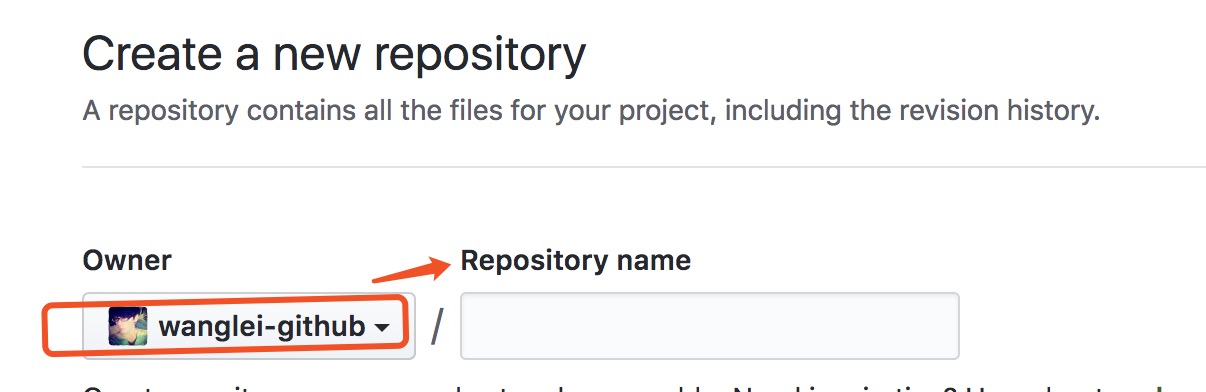 Create a new repository
A repository contains all the files for your project, including the revision history.
Owner
Repository name
wanglei-github
/